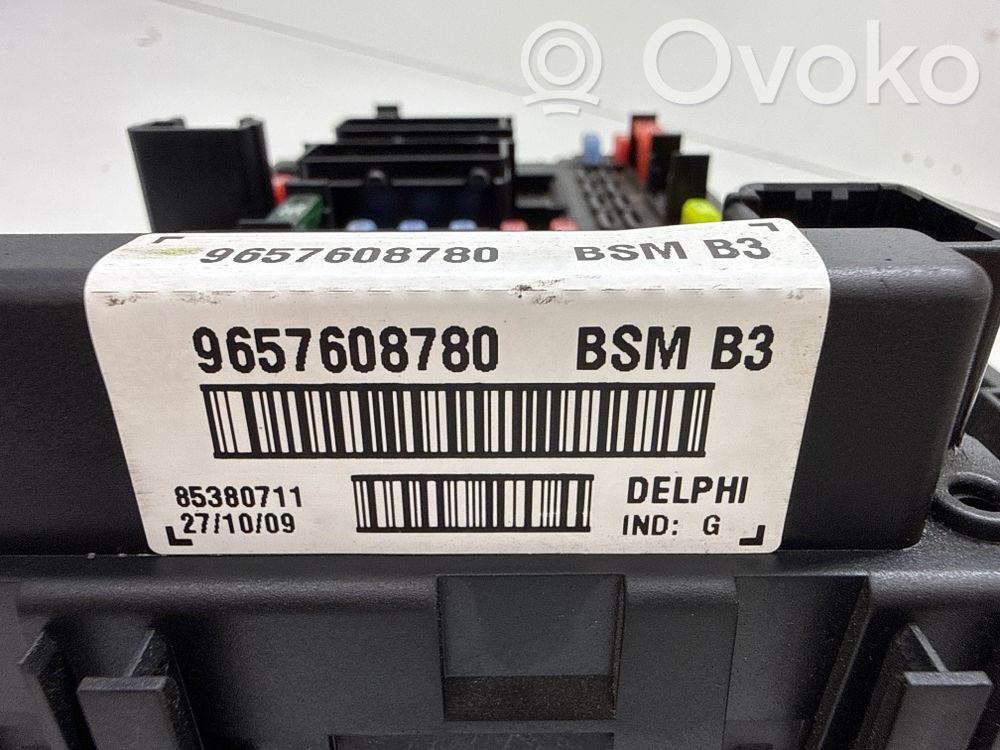 Ovoko
9657608780 BSM B3
9657608780 BSM B3
85380711 DELPHI
27/10/09 IND: G